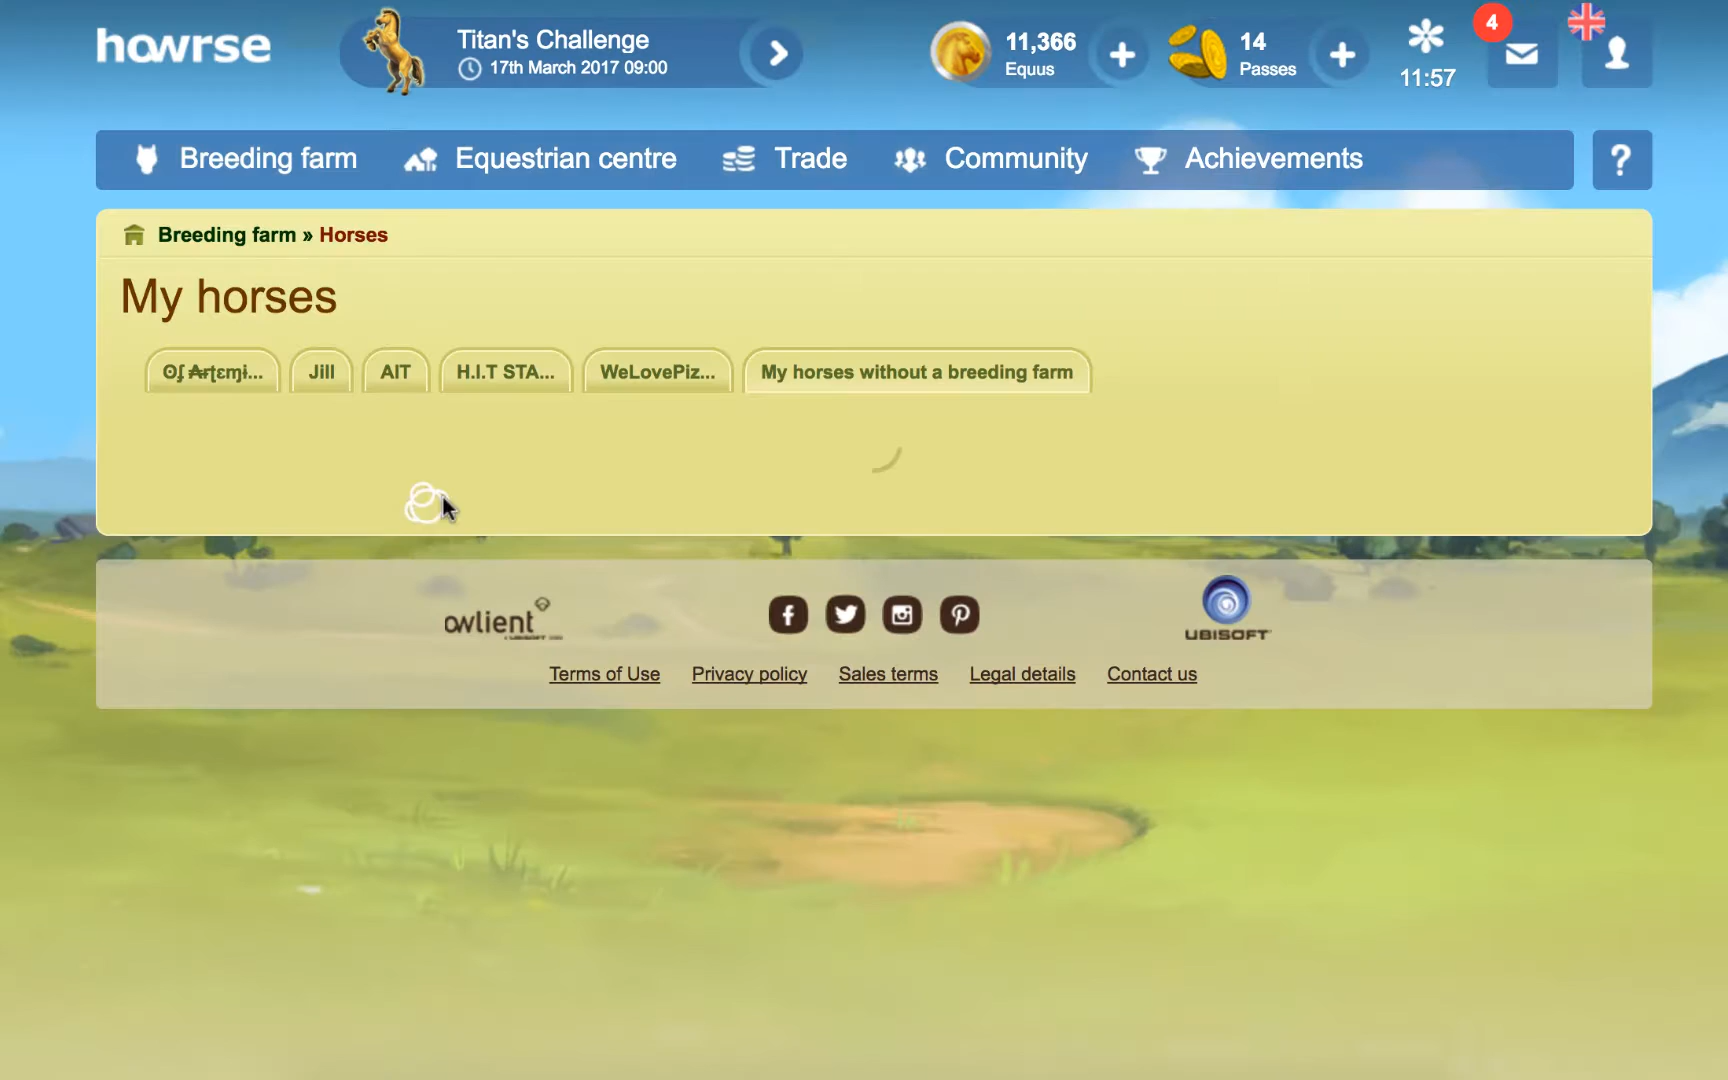 howrse
Titan's Challenge
17th March 2017 09:00
11,366
Equus
14
Passes
11:57
4
Breeding farm
Equestrian centre
Trade
Community
Achievements
?
Breeding farm » Horses
My horses
Jill
AIT
H.I.T STA...
WeLovePiz...
My horses without a breeding farm
owlient
UBISOFT
Terms of Use
Privacy policy
Sales terms
Legal details
Contact us